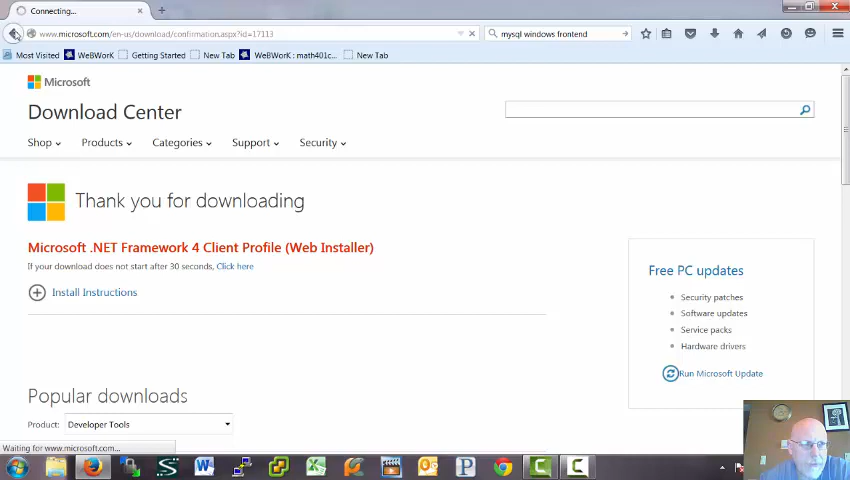 Connecting...
www.microsoft.com/en-us/download/confirmation.aspx?id=17113
mysql windows frontend
Most Visited
WeBWorK
Getting Started
New Tab
WeBWorK : math401c...
New Tab
Microsoft
Download Center
Shop
Products
Categories
Support
Security
Thank you for downloading
Microsoft .NET Framework 4 Client Profile (Web Installer)
If your download does not start after 30 seconds, Click here
Install Instructions
Free PC updates
Security patches
Software updates
Service packs
Hardware drivers
Run Microsoft Update
Popular downloads
Product:
Developer Tools
Waiting for www.microsoft.com...